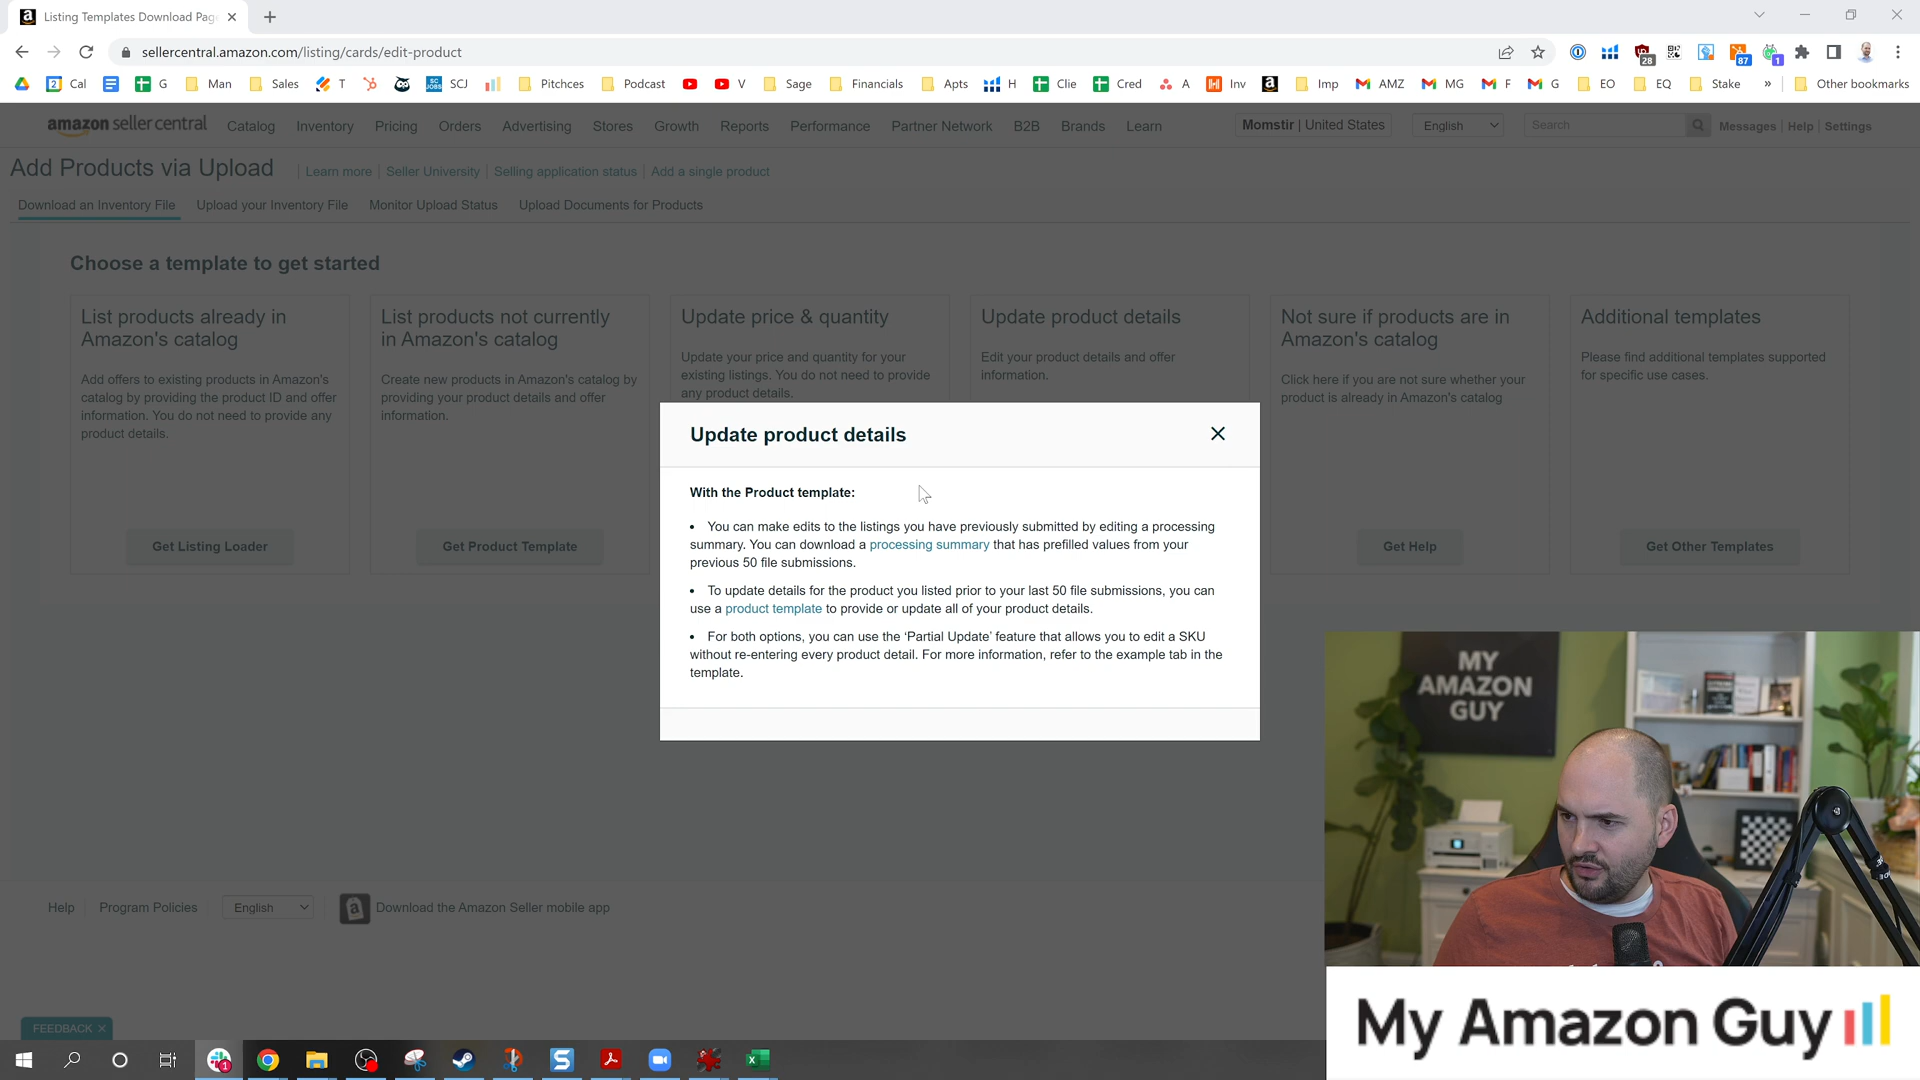 Listing Templates Download Pag
sellercentral.amazon.com/listing/cards/edit-product
28
87
1
2 Cal
G
Man
Sales
T
SC JOBS SCJ
Pitchces
Podcast
V
Sage
Financials
Apts
H
Clie
Cred
A
Inv
Imp
AMZ
MG
F
G
EO
EQ
Stake
»
Other bookmarks
amazon seller central
Catalog
Inventory
Pricing
Orders
Advertising
Stores
Growth
Reports
Performance
Partner Network
B2B
Brands
Learn
Momstir | United States
English
Search
Messages | Help | Settings
Add Products via Upload
Learn more | Seller University | Selling application status | Add a single product
Download an Inventory File
Upload your Inventory File
Monitor Upload Status
Upload Documents for Products
Choose a template to get started
List products already in
Amazon's catalog
Add offers to existing products in Amazon's
catalog by providing the product ID and offer
information. You do not need to provide any
product details.
Get Listing Loader
List products not currently
in Amazon's catalog
Create new products in Amazon's catalog by
providing your product details and offer
information.
Get Product Template
Update price & quantity
Update your price and quantity for your
existing listings. You do not need to provide
any product details.
Update product details
Edit your product details and offer
information.
Not sure if products are in
Amazon's catalog
Click here if you are not sure whether your
product is already in Amazon's catalog
Get Help
Additional templates
Please find additional templates supported
for specific use cases.
Get Other Templates
Update product details
With the Product template:
• You can make edits to the listings you have previously submitted by editing a processing
summary. You can download a processing summary that has prefilled values from your
previous 50 file submissions.
• To update details for the product you listed prior to your last 50 file submissions, you can
use a product template to provide or update all of your product details.
• For both options, you can use the ‘Partial Update’ feature that allows you to edit a SKU
without re-entering every product detail. For more information, refer to the example tab in the
template.
MY
AMAZON
GUY
Help
Program Policies
English
Download the Amazon Seller mobile app
FEEDBACK
My Amazon Guy